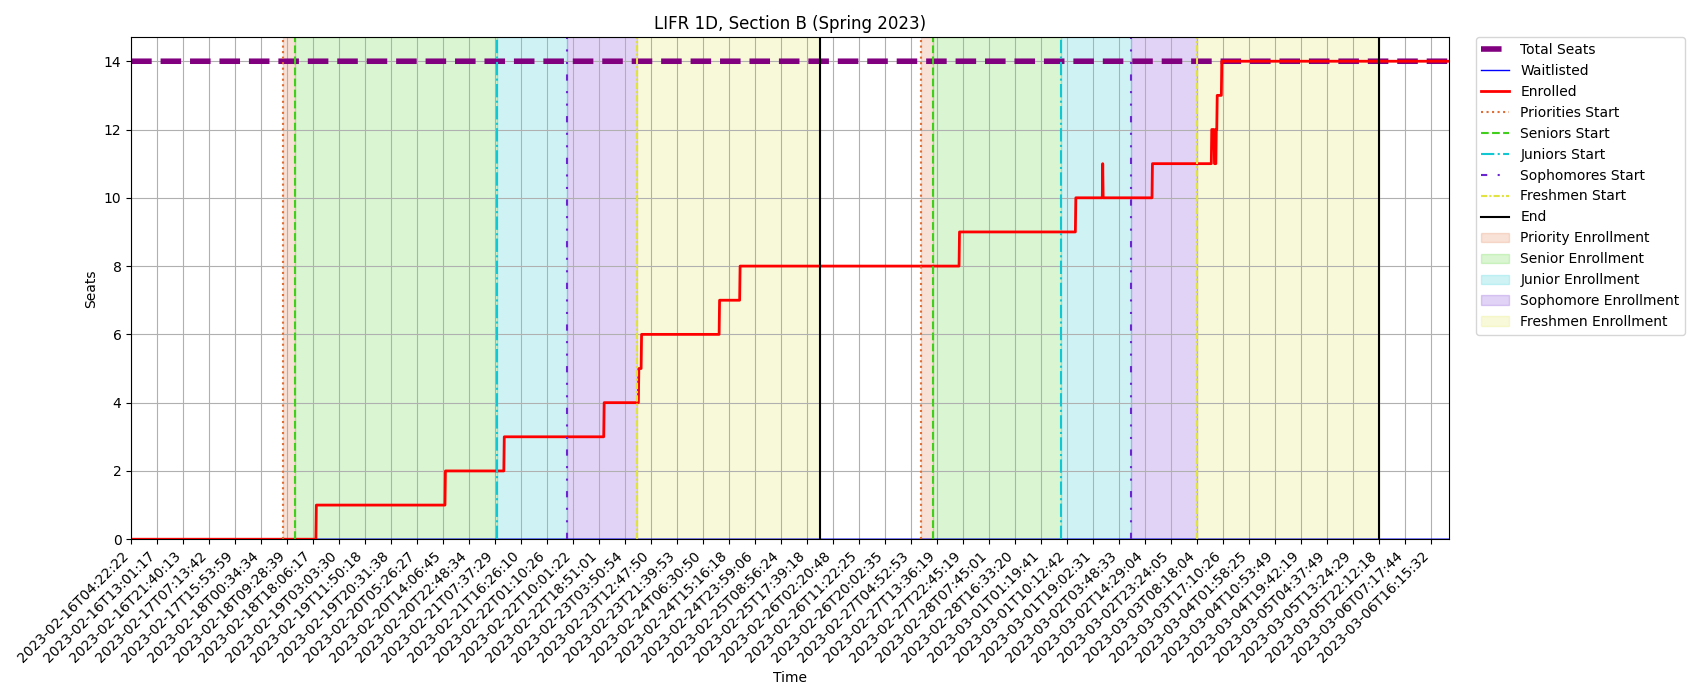 LIFR 1D, Section B (Spring 2023)
Seats
14
12
10
8
6
4
2
0
2023-02-16T04:22:22
2023-02-16T13:01:17
2023-02-16T21:40:13
2023-02-17T07:13:42
2023-02-17T15:53:59
2023-02-18T00:34:34
2023-02-18T09:28:39
2023-02-18T18:06:17
2023-02-19T03:03:30
2023-02-19T11:50:18
2023-02-19T20:31:38
2023-02-20T05:26:27
2023-02-20T14:06:45
2023-02-20T22:48:34
2023-02-21T07:37:29
2023-02-21T16:26:10
2023-02-22T01:10:26
2023-02-22T10:01:22
2023-02-22T18:51:01
2023-02-23T03:50:54
2023-02-23T12:47:50
2023-02-23T21:39:53
2023-02-24T06:30:50
2023-02-24T15:16:18
2023-02-24T23:59:06
2023-02-25T08:56:24
2023-02-25T17:39:18
2023-02-26T02:20:48
2023-02-26T11:22:25
2023-02-26T20:02:35
2023-02-27T04:52:53
2023-02-27T13:36:19
2023-02-27T22:45:19
2023-02-28T07:45:01
2023-02-28T16:33:20
2023-03-01T01:19:41
2023-03-01T10:12:42
2023-03-01T19:02:31
2023-03-02T03:48:33
2023-03-02T14:29:04
2023-03-02T23:24:05
2023-03-03T08:18:04
2023-03-03T17:10:26
2023-03-04T01:58:25
2023-03-04T10:53:49
2023-03-04T19:42:19
2023-03-05T04:37:49
2023-03-05T13:24:29
2023-03-05T22:12:18
2023-03-06T07:17:44
2023-03-06T16:15:32
Time
Total Seats
Waitlisted
Enrolled
Priorities Start
Seniors Start
Juniors Start
Sophomores Start
Freshmen Start
End
Priority Enrollment
Senior Enrollment
Junior Enrollment
Sophomore Enrollment
Freshmen Enrollment